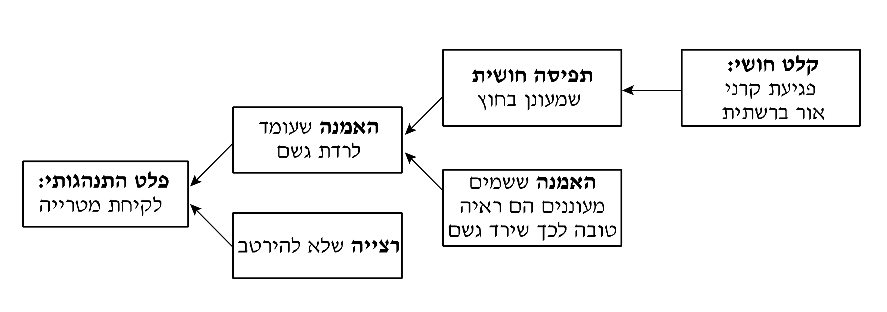 קלט חושי:
פגיעת קרני
אור ברשתית
תפיסה חושית
שמעונן בחוץ
האמנה ששמים
מעוננים הם ראיה
טובה לכך שירד גשם
האמנה שעומד
לרדת גשם
רצייה שלא להירטב
פלט התנהגותי:
לקיחת מטרייה